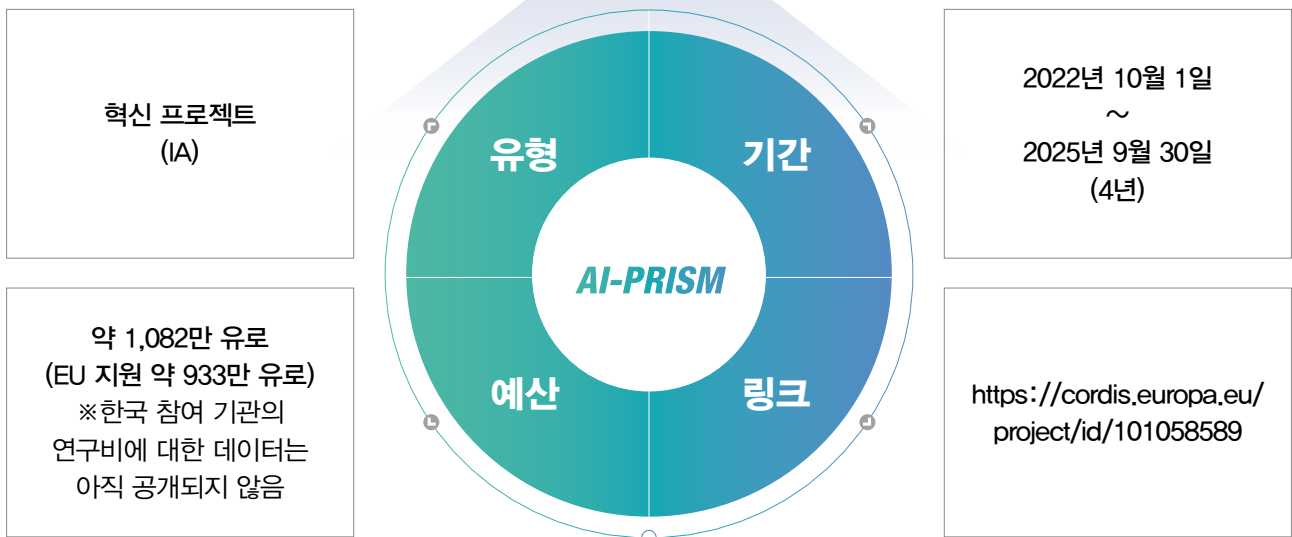 혁신 프로젝트
(IA)
유형
기간
2022년 10월 1일
~
2025년 9월 30일
(4년)
AI-PRISM
약 1,082만 유로
(EU 지원 약 933만 유로)
※한국 참여 기관의
연구비에 대한 데이터는
아직 공개되지 않음
예산
링크
https://cordis.europa.eu/
project/id/101058589